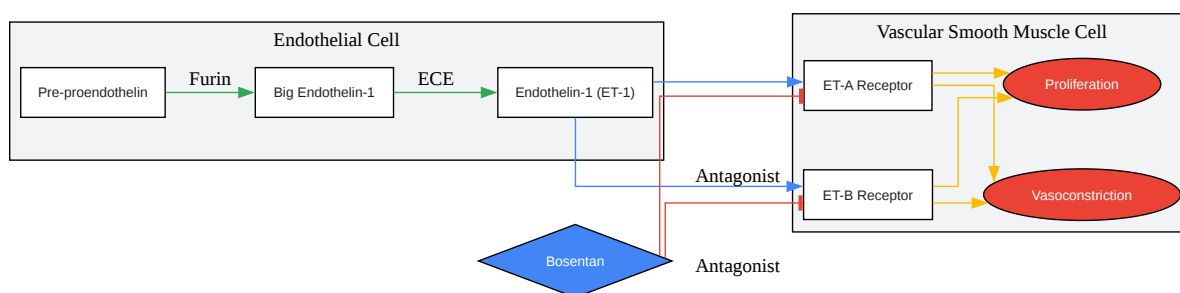 Endothelial Cell
Vascular Smooth Muscle Cell
Furin
ECE
Pre-proendothelin
Big Endothelin-1
Endothelin-1 (ET-1)
ET-A Receptor
Proliferation
Antagonist
ET-B Receptor
Vasoconstriction
Bosentan
Antagonist